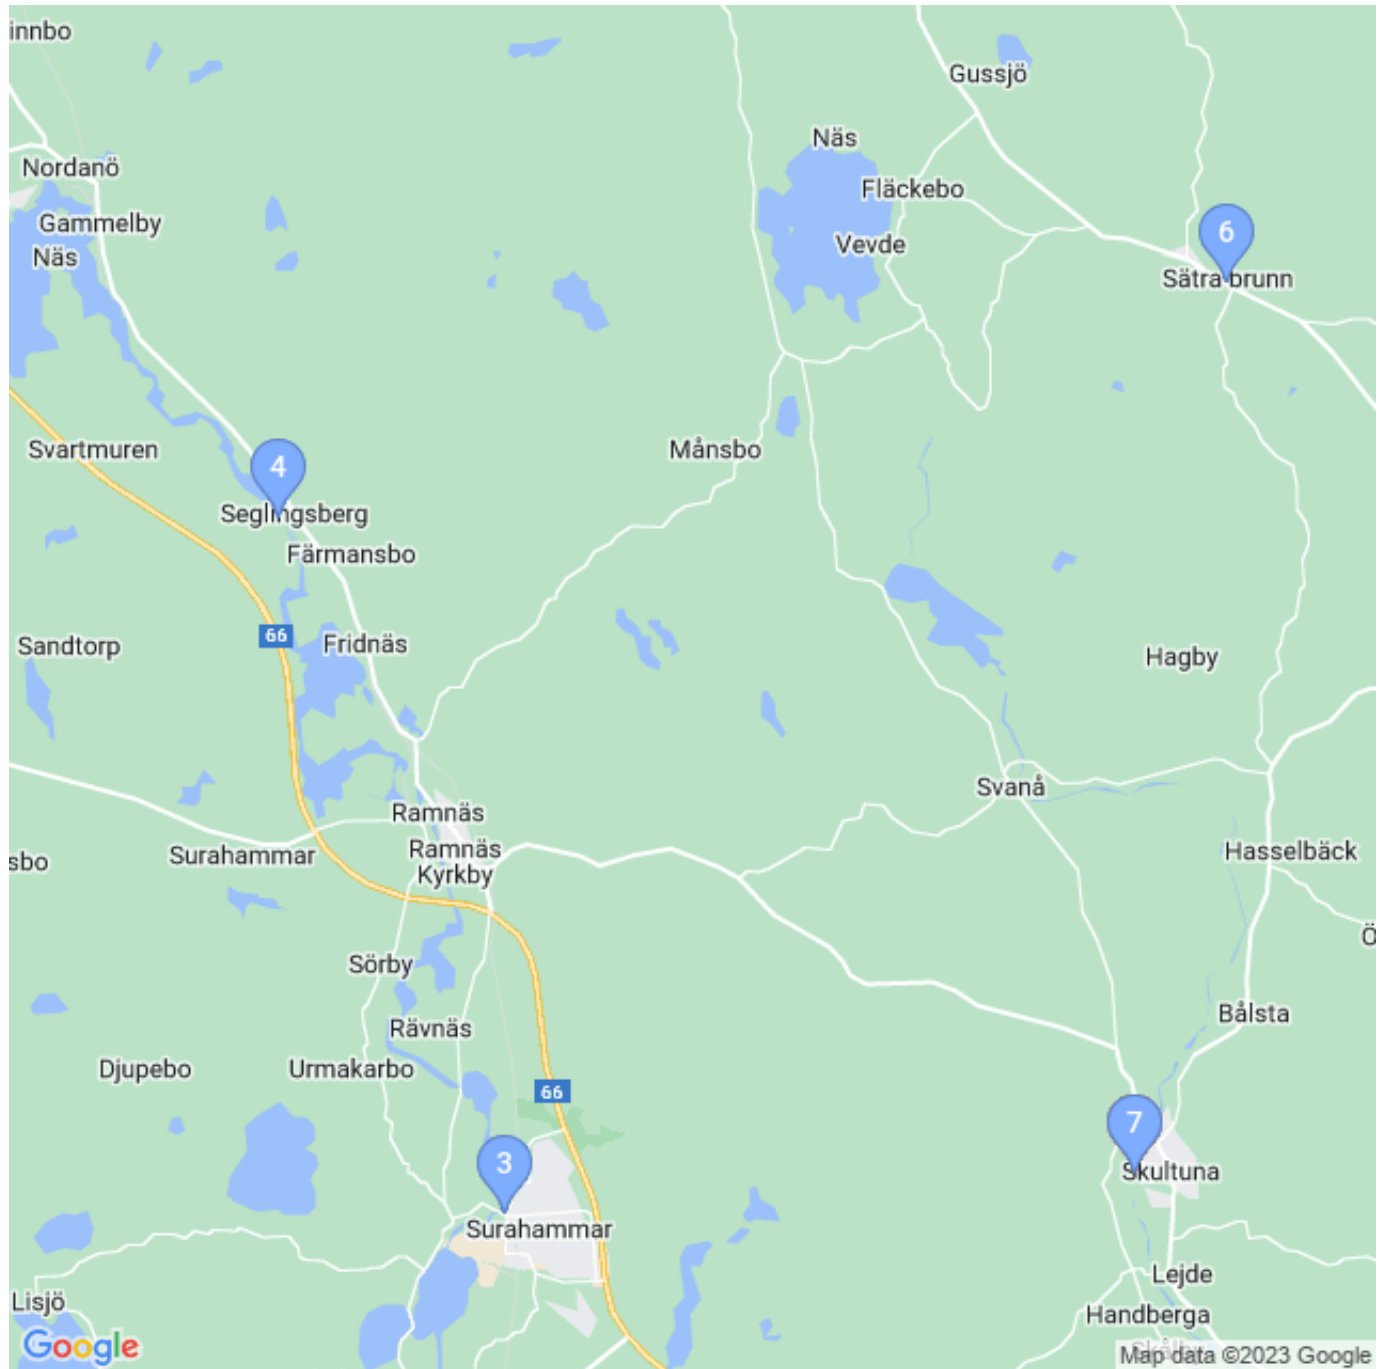 innbo
Gussjö
Näs
Nordanö
Fläckebo
Gammelby
Vevde
6
Näs
Sätra brunn
Svartmuren
Månsbo
4
Seglingsberg
Färmansbo
66
Sandtorp
Fridnäs
Hagby
Svanå
Ramnäs
Surahammar
Ramnäs
Kyrkby
sbo
Hasselbäck
Ö
Sörby
Bålsta
Rävnäs
Djupebo
Urmakarbo
66
7
3
Skultuna
Surahammar
Lejde
Lisjö
Handberga
Google
Map data ©2023 Google